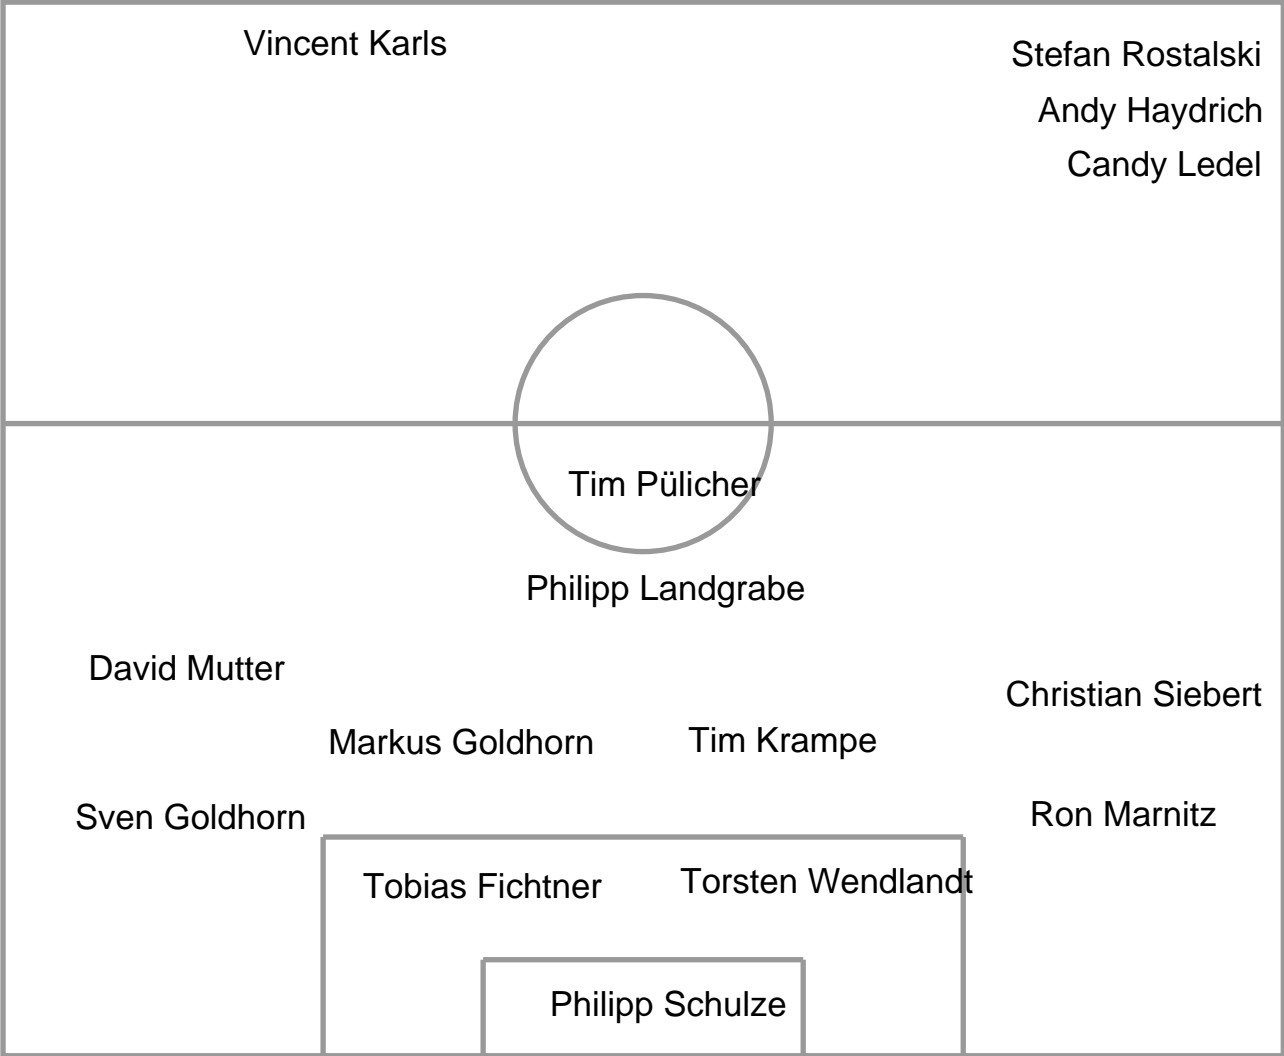 Vincent Karls
Stefan Rostalski
Andy Haydrich
Candy Ledel
Tim Pülicher
Philipp Landgrabe
David Mutter
Christian Siebert
Markus Goldhorn
Tim Krampe
Sven Goldhorn
Ron Marnitz
Tobias Fichtner
Torsten Wendlandt
Philipp Schulze